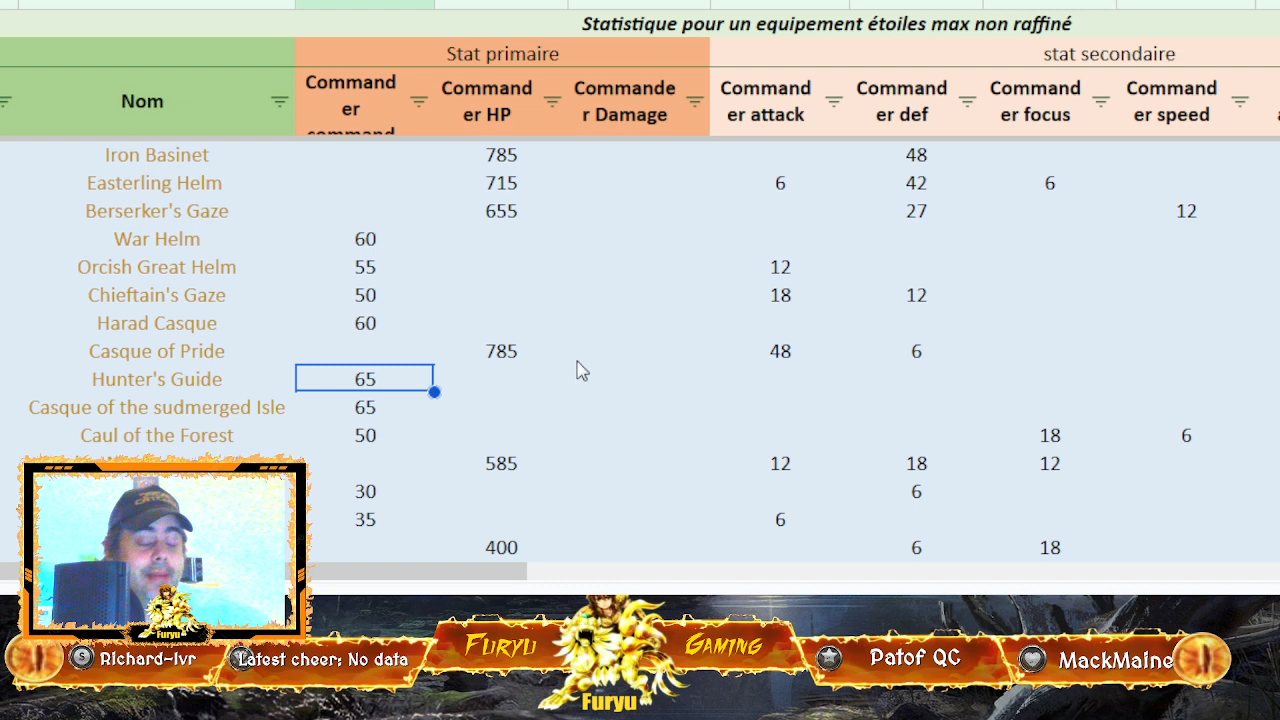 Statistique pour un equipement étoiles max non raffiné
Stat primaire stat secondaire
Nom Command er command Command er HP Commande r Damage Command er attack Command er def Command er focus Command er speed
Iron Basinet 785 48
Easterling Helm 715 6 42 6
Berserker's Gaze 655 27 12
War Helm 60
Orcish Great Helm 55 12
Chieftain's Gaze 50 18 12
Harad Casque 60
Casque of Pride 785 48 6
Hunter's Guide 65
Casque of the sudmerged Isle 65
Caul of the Forest 50 18 6
585 12 18 12
30 6
35 6
400 6 18
Furyu
Richard-lvr Latest cheer: No data Furyu Gaming Patof QC MackMaine
Furyu